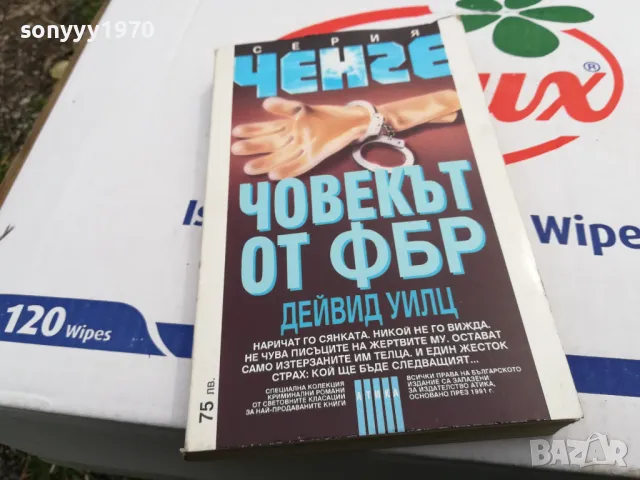 sonyyy1970
СЕРИЯ
ЧЕНГЕ
ЧОВЕКЪТ
ОТ ФБР
ДЕЙВИД УИЛЦ
НАРИЧАТ ГО СЯНКАТА. НИКОЙ НЕ ГО ВИЖДА.
НЕ ЧУВА ПИСЪЦИТЕ НА ЖЕРТВИТЕ МУ. ОСТАВАТ
САМО ИЗТЕРЗАНИТЕ ИМ ТЕЛЦА. И ЕДИН ЖЕСТОК
СТРАХ: КОЙ ЩЕ БЪДЕ СЛЕДВАЩИЯТ...
СПЕЦИАЛНА КОЛЕКЦИЯ
КРИМИНАЛНИ РОМАНИ
ОТ СВЕТОВНИТЕ КЛАСАЦИИ
ЗА НАЙ-ПРОДАВАНИТЕ КНИГИ
АТИКА
ВСИЧКИ ПРАВА НА БЪЛГАРСКОТО
ИЗДАНИЕ СА ЗАПАЗЕНИ
ЗА ИЗДАТЕЛСТВО АТИКА,
ОСНОВАНО ПРЕЗ 1991 г.
75 лв.
120 Wipes
Wipe
ux
BAZAR